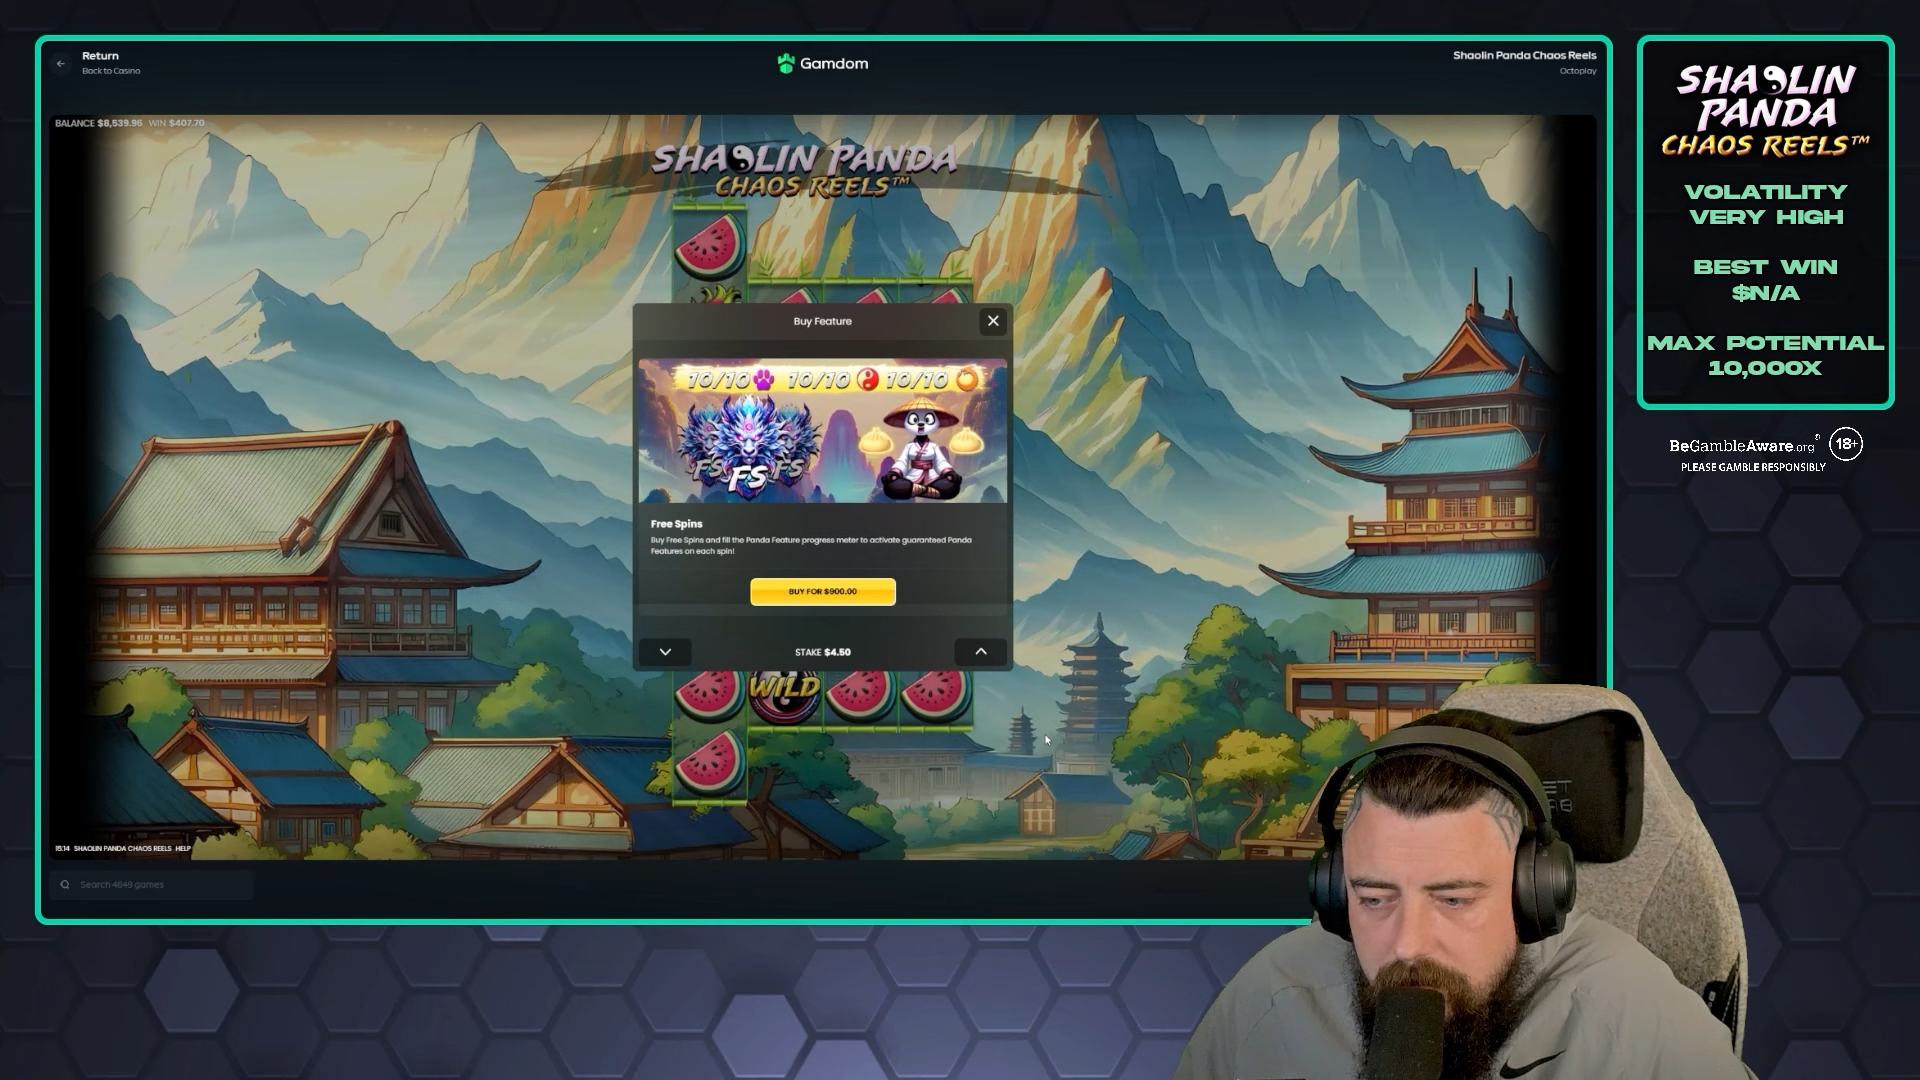 Return
Back to Casino
Gamdom
Shaolin Panda Chaos Reels
Octoplay
BALANCE $8,539.96 WIN $407.70
SHAOLIN PANDA
CHAOS REELS™
Buy Feature
10/10 10/10 10/10
FS FS FS
Free Spins
Buy Free Spins and fill the Panda Feature progress meter to activate guaranteed Panda
Features on each spin!
BUY FOR $900.00
STAKE $4.50
WILD
15:14 SHAOLIN PANDA CHAOS REELS HELP
Search 4649 games
SHAOLIN
PANDA
CHAOS REELS™
VOLATILITY
VERY HIGH
BEST WIN
$N/A
MAX POTENTIAL
10,000X
BeGambleAware.org® 18+
PLEASE GAMBLE RESPONSIBLY